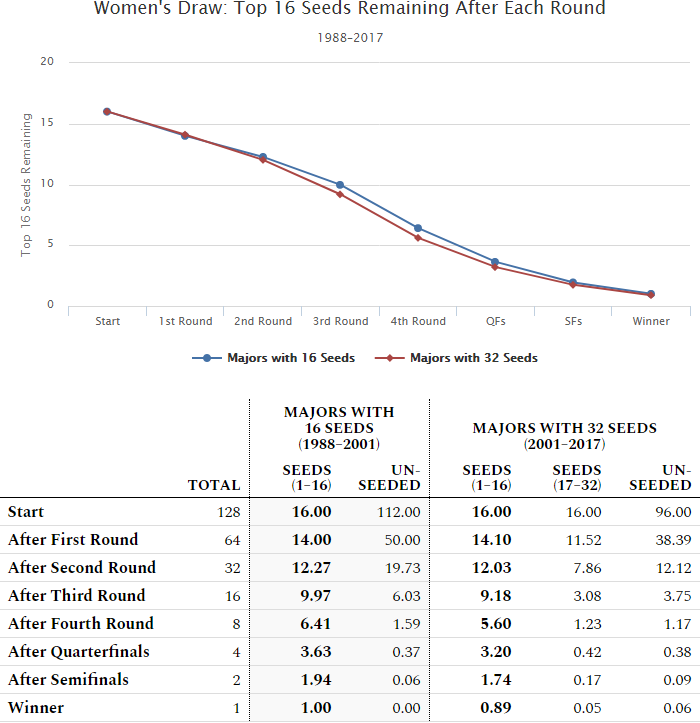 Women's Draw: Top 16 Seeds Remaining After Each Round
1988–2017
Top 16 Seeds Remaining
20
15
10
5
0
Start 1st Round 2nd Round 3rd Round 4th Round QFs SFs Winner
Majors with 16 Seeds Majors with 32 Seeds
MAJORS WITH
16 SEEDS
(1988–2001)
MAJORS WITH 32 SEEDS
(2001–2017)
TOTAL
SEEDS
(1–16)
UN-
SEEDED
SEEDS
(1–16)
SEEDS
(17–32)
UN-
SEEDED
Start 128 16.00 112.00 16.00 16.00 96.00
After First Round 64 14.00 50.00 14.10 11.52 38.39
After Second Round 32 12.27 19.73 12.03 7.86 12.12
After Third Round 16 9.97 6.03 9.18 3.08 3.75
After Fourth Round 8 6.41 1.59 5.60 1.23 1.17
After Quarterfinals 4 3.63 0.37 3.20 0.42 0.38
After Semifinals 2 1.94 0.06 1.74 0.17 0.09
Winner 1 1.00 0.00 0.89 0.05 0.06